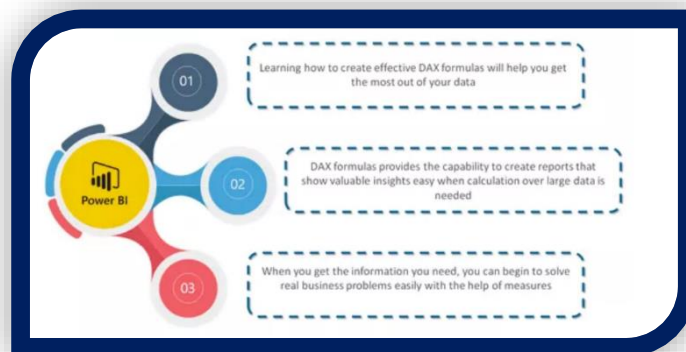 01
Learning how to create effective DAX formulas will help you get
the most out of your data
Power BI
02
DAX formulas provides the capability to create reports that
show valuable insights easy when calculation over large data is
needed
03
When you get the information you need, you can begin to solve
real business problems easily with the help of measures